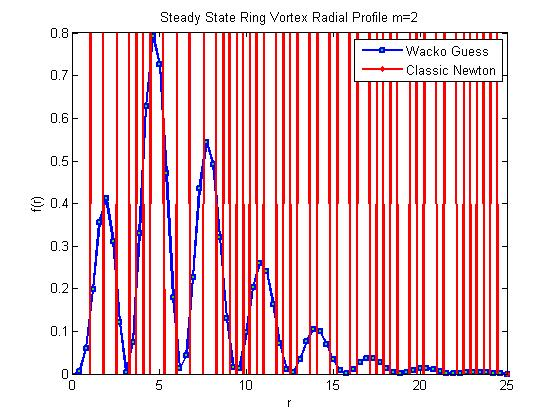 Steady State Ring Vortex Radial Profile m=2
Wacko Guess
Classic Newton
f(r)
0.8
0.7
0.6
0.5
0.4
0.3
0.2
0.1
0
0 5 10 15 20 25
r